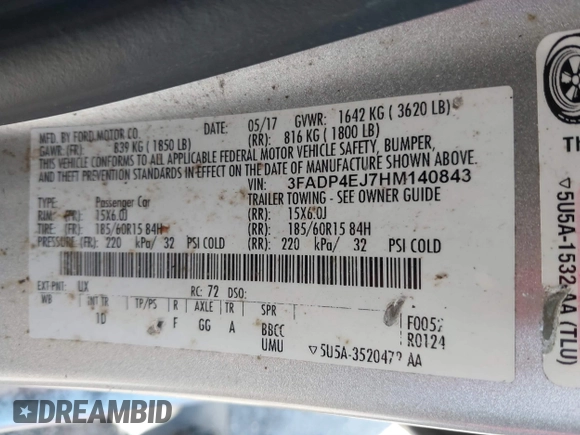 MFD. BY FORD MOTOR CO.
DATE: 05/17 GVWR: 1642 KG ( 3620 LB)
GAWR: (FR) 839 KG ( 1850 LB) (RR): 816 KG ( 1800 LB)
THIS VEHICLE CONFORMS TO ALL APPLICABLE FEDERAL MOTOR VEHICLE SAFETY, BUMPER,
AND THEFT PREVENTION STANDARDS IN EFFECT ON THE DATE OF MANUFACTURE SHOWN ABOVE.
VIN: 3FADP4EJ7HM140843
TYPE: Passenger Car TRAILER TOWING - SEE OWNER GUIDE
RIM: 15X6.0J (RR): 15X6.0J
TIRE: 185/60R15 84H (RR): 185/60R15 84H
PRESSURE: (FR) 220 kPa/ 32 PSI COLD (RR): 220 kPa/ 32 PSI COLD
EXT PNT: UX RC: 72 DSO:
WB INT TR TP/PS R AXLE TR SPR
ID F GG A BBCC
UMU
F0052
R0124
5U5A-3520472 AA
5U5A-1532 AA (TLU)
DREAMBID